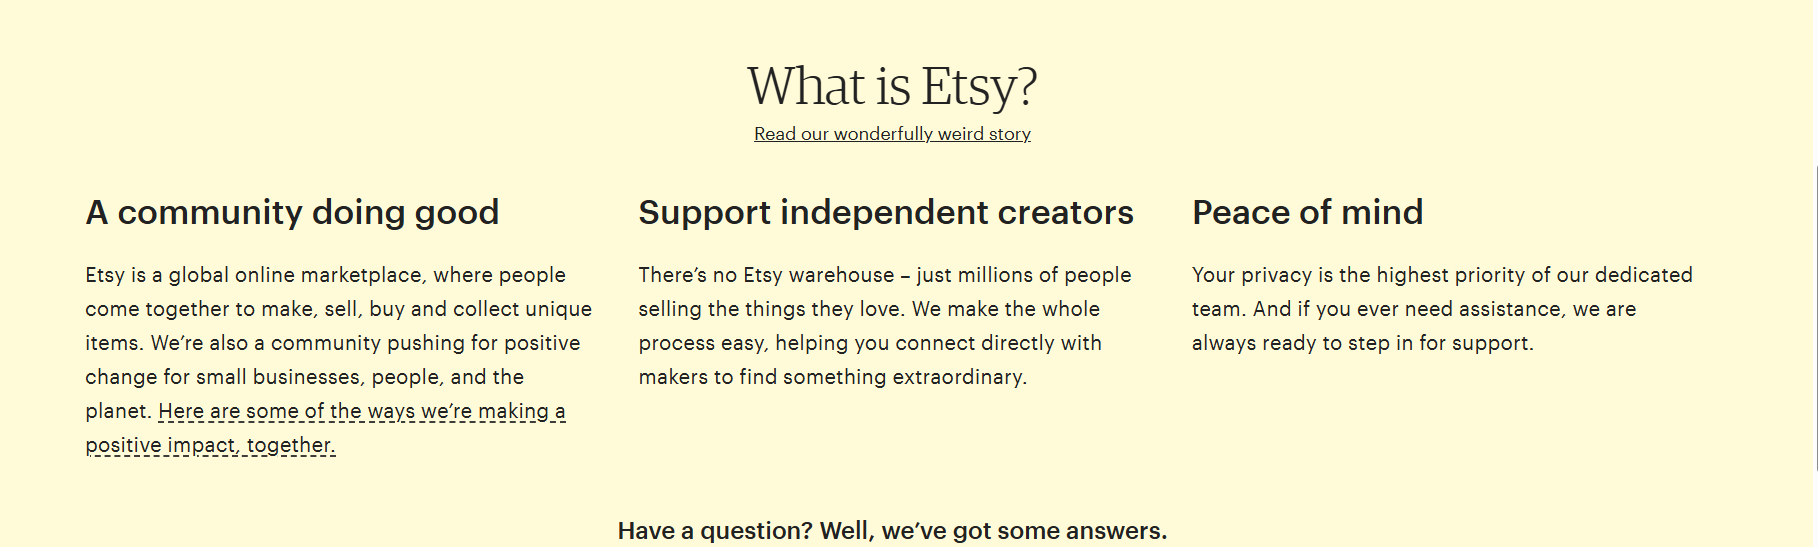 What is Etsy?
Read our wonderfully weird story
A community doing good
Etsy is a global online marketplace, where people
come together to make, sell, buy and collect unique
items. We’re also a community pushing for positive
change for small businesses, people, and the
planet. Here are some of the ways we’re making a
positive impact, together.
Support independent creators
There’s no Etsy warehouse – just millions of people
selling the things they love. We make the whole
process easy, helping you connect directly with
makers to find something extraordinary.
Peace of mind
Your privacy is the highest priority of our dedicated
team. And if you ever need assistance, we are
always ready to step in for support.
Have a question? Well, we’ve got some answers.